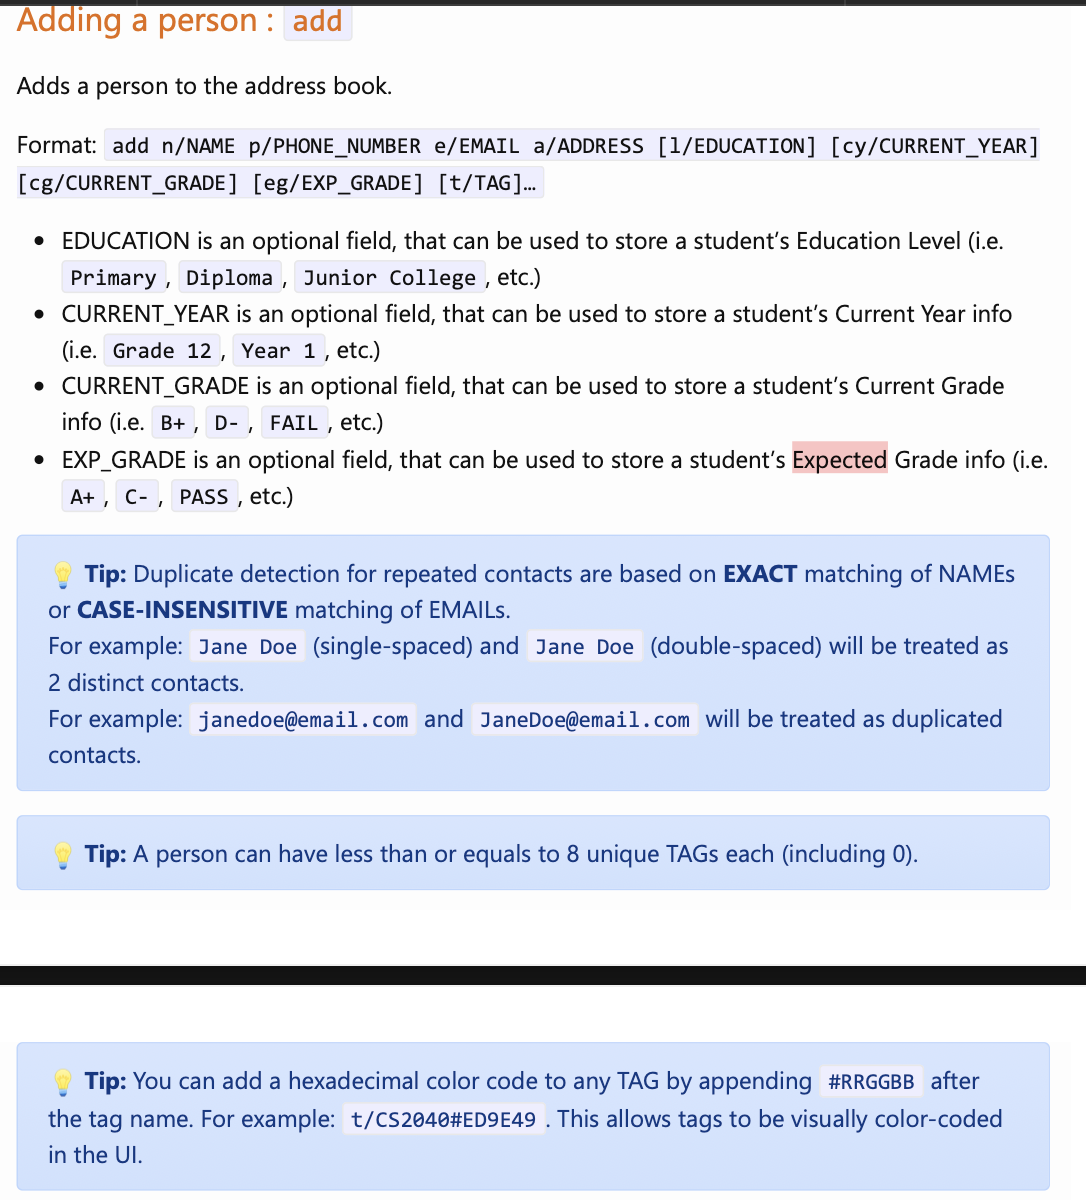 Adding a person : add
Adds a person to the address book.
Format: add n/NAME p/PHONE_NUMBER e/EMAIL a/ADDRESS [l/EDUCATION] [cy/CURRENT_YEAR]
[cg/CURRENT_GRADE] [eg/EXP_GRADE] [t/TAG]…
• EDUCATION is an optional field, that can be used to store a student’s Education Level (i.e.
Primary , Diploma , Junior College , etc.)
• CURRENT_YEAR is an optional field, that can be used to store a student’s Current Year info
(i.e. Grade 12 , Year 1 , etc.)
• CURRENT_GRADE is an optional field, that can be used to store a student’s Current Grade
info (i.e. B+ , D- , FAIL , etc.)
• EXP_GRADE is an optional field, that can be used to store a student’s Expected Grade info (i.e.
A+ , C- , PASS , etc.)
💡 Tip: Duplicate detection for repeated contacts are based on EXACT matching of NAMEs
or CASE-INSENSITIVE matching of EMAILs.
For example: Jane Doe (single-spaced) and Jane Doe (double-spaced) will be treated as
2 distinct contacts.
For example: janedoe@email.com and JaneDoe@email.com will be treated as duplicated
contacts.
💡 Tip: A person can have less than or equals to 8 unique TAGs each (including 0).
💡 Tip: You can add a hexadecimal color code to any TAG by appending #RRGGBB after
the tag name. For example: t/CS2040#ED9E49 . This allows tags to be visually color-coded
in the UI.